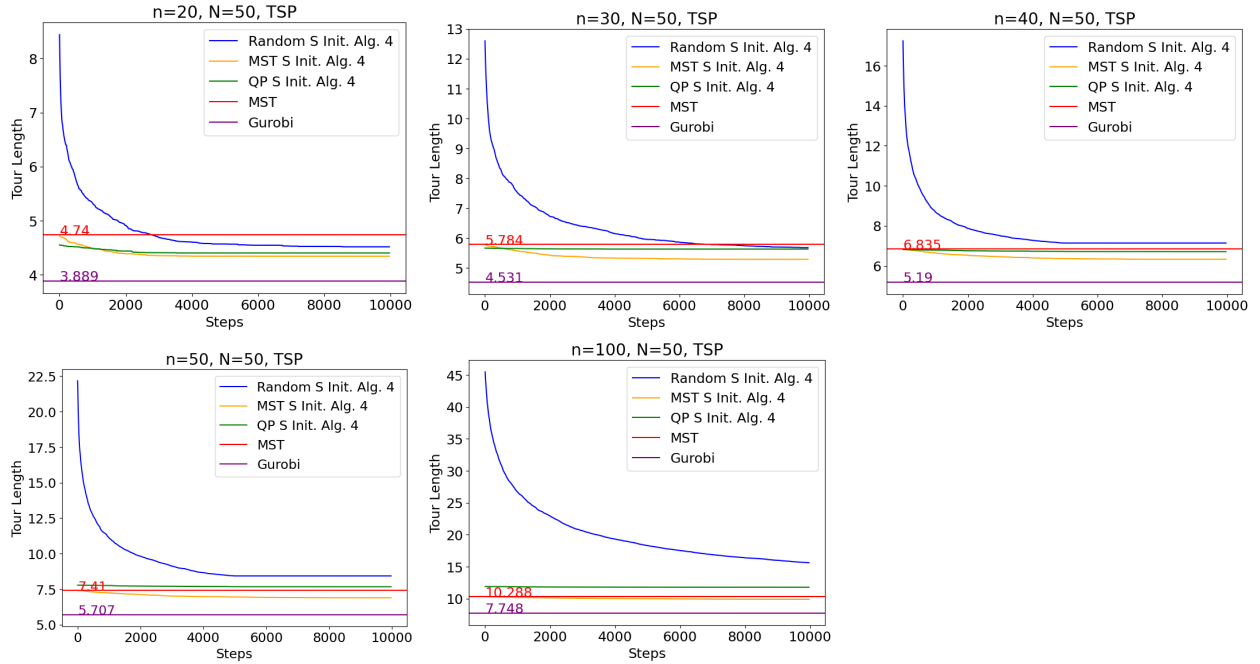 n=20, N=50, TSP
Tour Length
8
7
6
5
4
Random S Init. Alg. 4
MST S Init. Alg. 4
QP S Init. Alg. 4
MST
Gurobi
4.74
3.889
0 2000 4000 6000 8000 10000
Steps
n=30, N=50, TSP
Tour Length
13
12
11
10
9
8
7
6
5
Random S Init. Alg. 4
MST S Init. Alg. 4
QP S Init. Alg. 4
MST
Gurobi
5.784
4.531
0 2000 4000 6000 8000 10000
Steps
n=40, N=50, TSP
Tour Length
16
14
12
10
8
6
Random S Init. Alg. 4
MST S Init. Alg. 4
QP S Init. Alg. 4
MST
Gurobi
6.835
5.19
0 2000 4000 6000 8000 10000
Steps
n=50, N=50, TSP
Tour Length
22.5
20.0
17.5
15.0
12.5
10.0
7.5
5.0
Random S Init. Alg. 4
MST S Init. Alg. 4
QP S Init. Alg. 4
MST
Gurobi
7.41
5.707
0 2000 4000 6000 8000 10000
Steps
n=100, N=50, TSP
Tour Length
45
40
35
30
25
20
15
10
Random S Init. Alg. 4
MST S Init. Alg. 4
QP S Init. Alg. 4
MST
Gurobi
10.288
7.748
0 2000 4000 6000 8000 10000
Steps